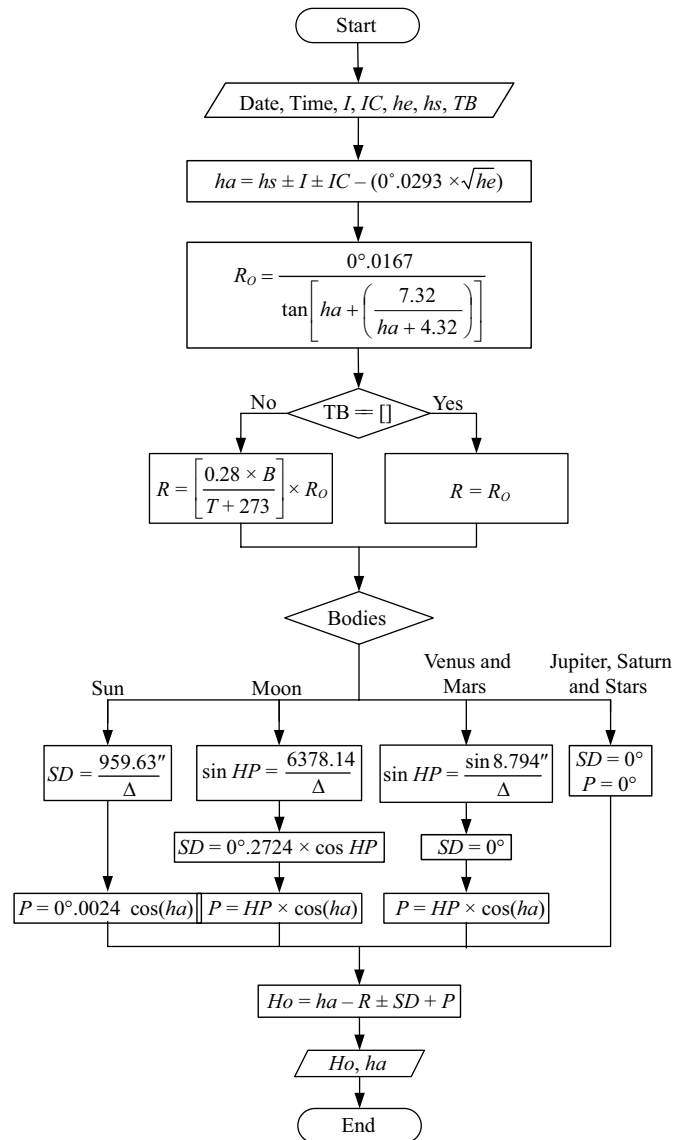 Start
Date, Time, I, IC, he, hs, TB
ha = hs ± I ± IC – (0°.0293 × √he)
R_O = 0°.0167 / tan[ha + (7.32 / (ha + 4.32))]
TB == []
No
Yes
R = [0.28 × B / T + 273] × R_O
R = R_O
Bodies
Sun
Moon
Venus and
Mars
Jupiter, Saturn
and Stars
SD = 959.63″ / Δ
sin HP = 6378.14 / Δ
sin HP = sin 8.794″ / Δ
SD = 0°
P = 0°
SD = 0°.2724 × cos HP
SD = 0°
P = 0°.0024 cos(ha)
P = HP × cos(ha)
P = HP × cos(ha)
Ho = ha – R ± SD + P
Ho, ha
End